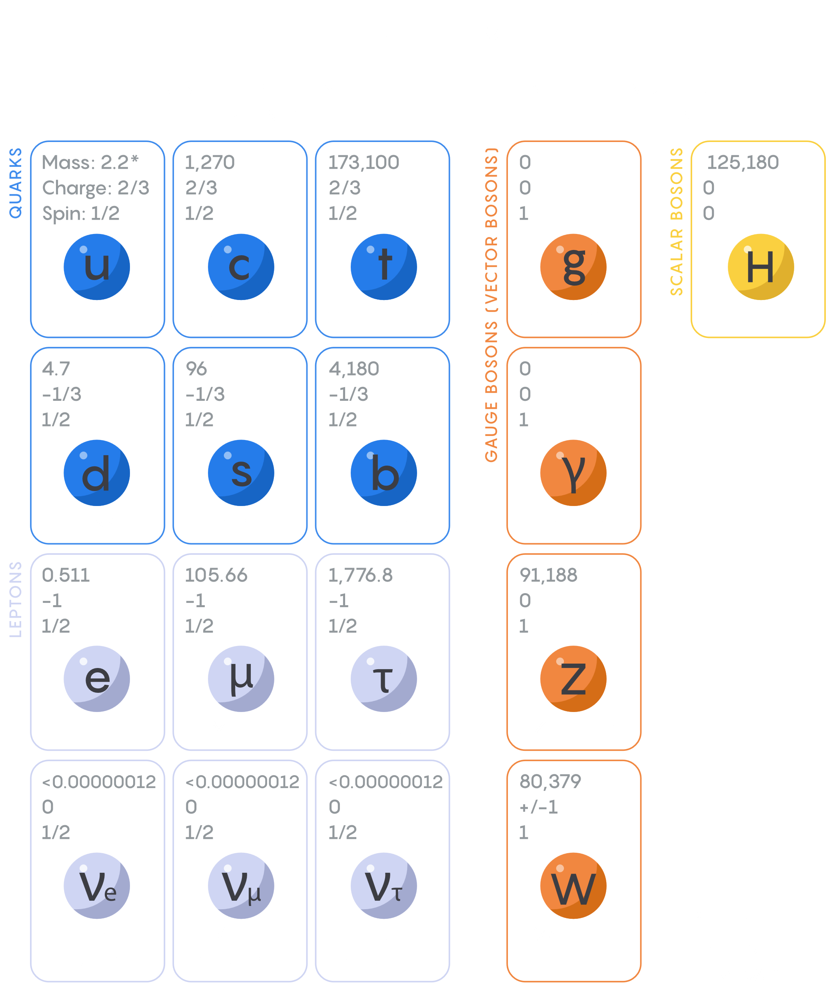 QUARKS
Mass: 2.2*
Charge: 2/3
Spin: 1/2
u
1,270
2/3
1/2
c
173,100
2/3
1/2
t
4.7
-1/3
1/2
d
96
-1/3
1/2
s
4,180
-1/3
1/2
b
LEPTONS
0.511
-1
1/2
e
105.66
-1
1/2
μ
1,776.8
-1
1/2
τ
<0.00000012
0
1/2
νe
<0.00000012
0
1/2
νμ
<0.00000012
0
1/2
ντ
GAUGE BOSONS (VECTOR BOSONS)
0
0
1
g
0
0
1
γ
91,188
0
1
Z
80,379
+/-1
1
W
SCALAR BOSONS
125,180
0
0
H